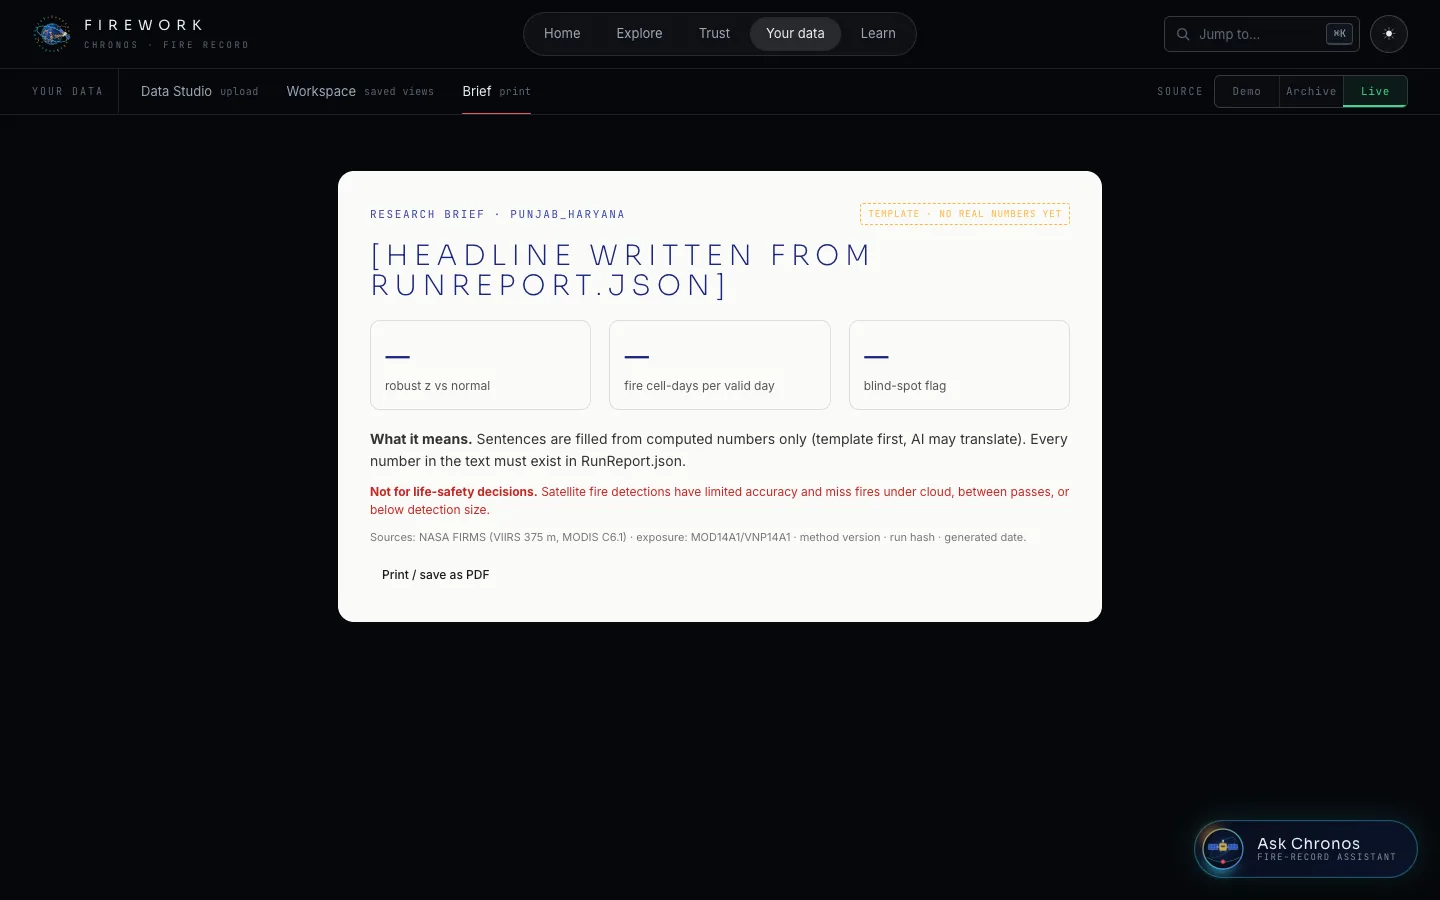 FIREWORK
CHRONOS · FIRE RECORD
Home Explore Trust Your data Learn
Jump to... ⌘K
YOUR DATA Data Studio upload Workspace saved views Brief print
SOURCE Demo Archive Live
RESEARCH BRIEF · PUNJAB_HARYANA
TEMPLATE · NO REAL NUMBERS YET
[HEADLINE WRITTEN FROM
RUNREPORT.JSON]
— — —
robust z vs normal fire cell-days per valid day blind-spot flag
What it means. Sentences are filled from computed numbers only (template first, AI may translate). Every
number in the text must exist in RunReport.json.
Not for life-safety decisions. Satellite fire detections have limited accuracy and miss fires under cloud, between passes, or
below detection size.
Sources: NASA FIRMS (VIIRS 375 m, MODIS C6.1) · exposure: MOD14A1/VNP14A1 · method version · run hash · generated date.
Print / save as PDF
Ask Chronos
FIRE-RECORD ASSISTANT